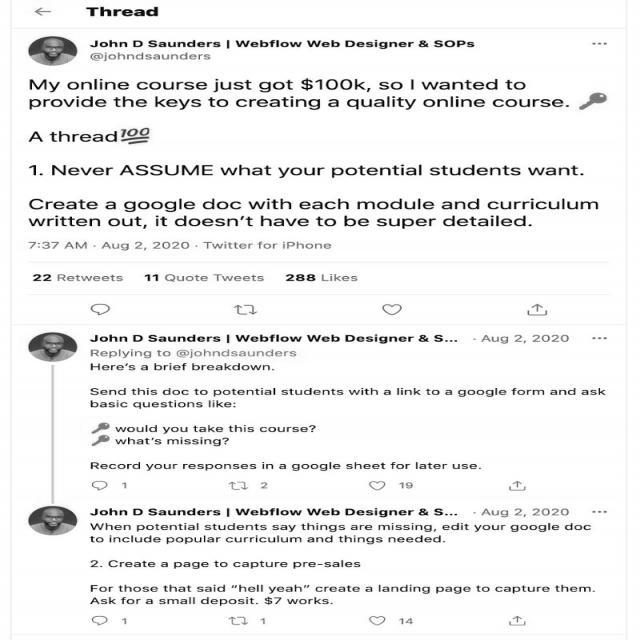 Thread
John D Saunders | Webflow Web Designer & SOPs
@johndsaunders
My online course just got $100k, so I wanted to
provide the keys to creating a quality online course. 🔑
A thread 💯
1. Never ASSUME what your potential students want.
Create a google doc with each module and curriculum
written out, it doesn't have to be super detailed.
7:37 AM · Aug 2, 2020 · Twitter for iPhone
22 Retweets 11 Quote Tweets 288 Likes
John D Saunders | Webflow Web Designer & S... · Aug 2, 2020
Replying to @johndsaunders
Here's a brief breakdown.
Send this doc to potential students with a link to a google form and ask
basic questions like:
🔑 would you take this course?
🔑 what's missing?
Record your responses in a google sheet for later use.
1 2 19
John D Saunders | Webflow Web Designer & S... · Aug 2, 2020
When potential students say things are missing, edit your google doc
to include popular curriculum and things needed.
2. Create a page to capture pre-sales
For those that said "hell yeah" create a landing page to capture them.
Ask for a small deposit. $7 works.
1 1 14